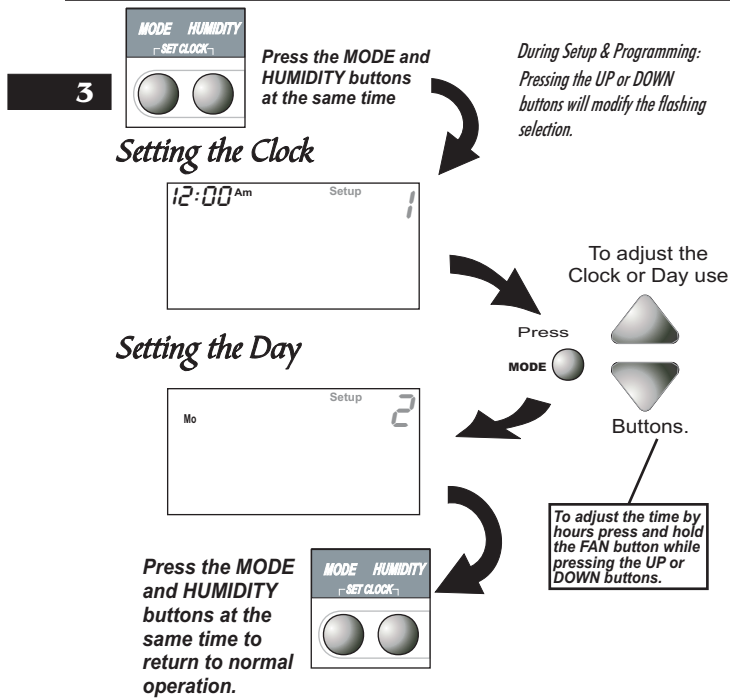 MODE HUMIDITY
SET CLOCK
Press the MODE and
HUMIDITY buttons
at the same time
During Setup & Programming:
Pressing the UP or DOWN
buttons will modify the flashing
selection.
3
Setting the Clock
12:00 Am Setup 1
To adjust the
Clock or Day use
Press
MODE
Buttons.
Setting the Day
Setup 2
Mo
To adjust the time by
hours press and hold
the FAN button while
pressing the UP or
DOWN buttons.
Press the MODE
and HUMIDITY
buttons at the
same time to
return to normal
operation.
MODE HUMIDITY
SET CLOCK